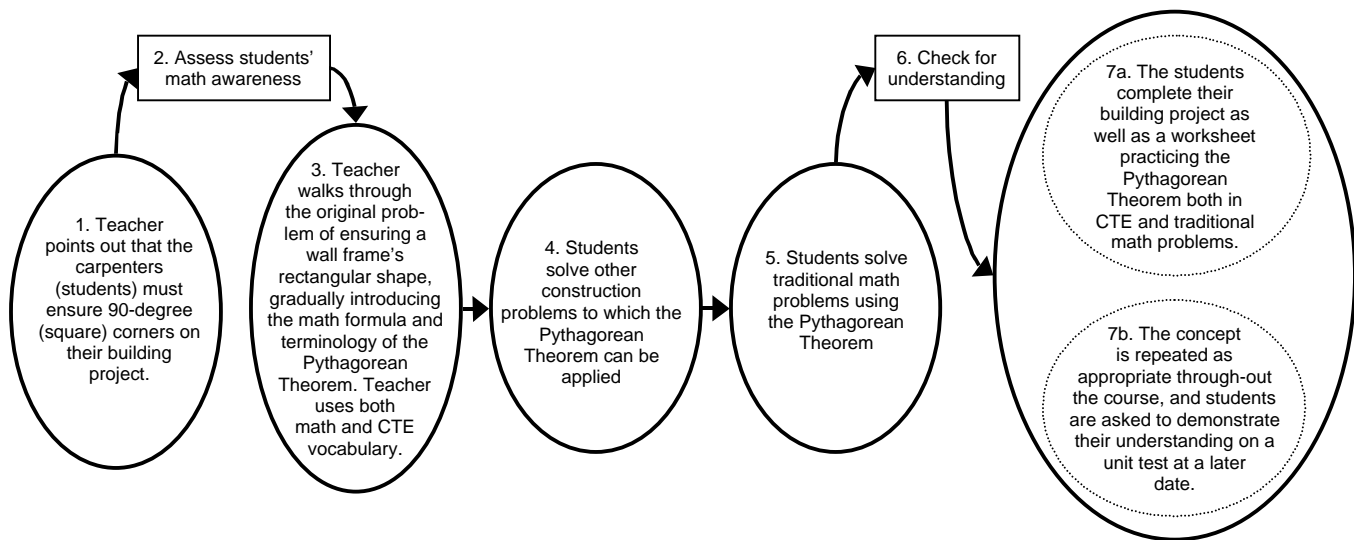 1. Teacher
points out that the
carpenters
(students) must
ensure 90-degree
(square) corners on
their building
project.
2. Assess students’
math awareness
3. Teacher
walks through
the original prob-
lem of ensuring a
wall frame’s
rectangular shape,
gradually introducing
the math formula and
terminology of the
Pythagorean
Theorem. Teacher
uses both
math and CTE
vocabulary.
4. Students
solve other
construction
problems to which the
Pythagorean
Theorem can be
applied
5. Students solve
traditional math
problems using
the Pythagorean
Theorem
6. Check for
understanding
7a. The students
complete their
building project as
well as a worksheet
practicing the
Pythagorean
Theorem both in
CTE and traditional
math problems.
7b. The concept
is repeated as
appropriate through-out
the course, and students
are asked to demonstrate
their understanding on a
unit test at a later
date.